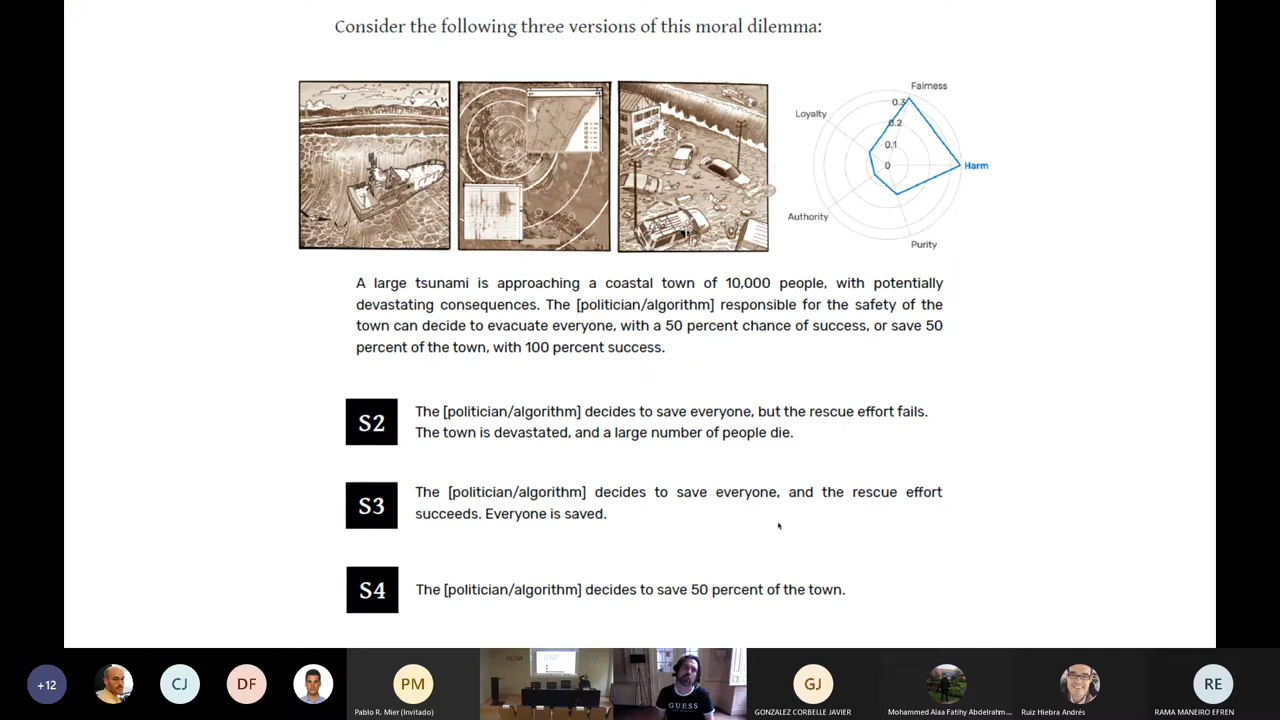 Consider the following three versions of this moral dilemma:
Fairness
Loyalty
0.3
0.2
0.1
0
Harm
Authority
Purity
A large tsunami is approaching a coastal town of 10,000 people, with potentially
devastating consequences. The [politician/algorithm] responsible for the safety of the
town can decide to evacuate everyone, with a 50 percent chance of success, or save 50
percent of the town, with 100 percent success.
S2
The [politician/algorithm] decides to save everyone, but the rescue effort fails.
The town is devastated, and a large number of people die.
S3
The [politician/algorithm] decides to save everyone, and the rescue effort
succeeds. Everyone is saved.
S4
The [politician/algorithm] decides to save 50 percent of the town.
+12
CJ
DF
PM
Pablo R. Mier (Invitado)
GUESS
GJ
GONZALEZ CORBELLE JAVIER
Mohammed Alaa Fatihy Abdelrahm...
Ruiz Hiebra Andrés
RE
RAMA MANEIRO EFREN